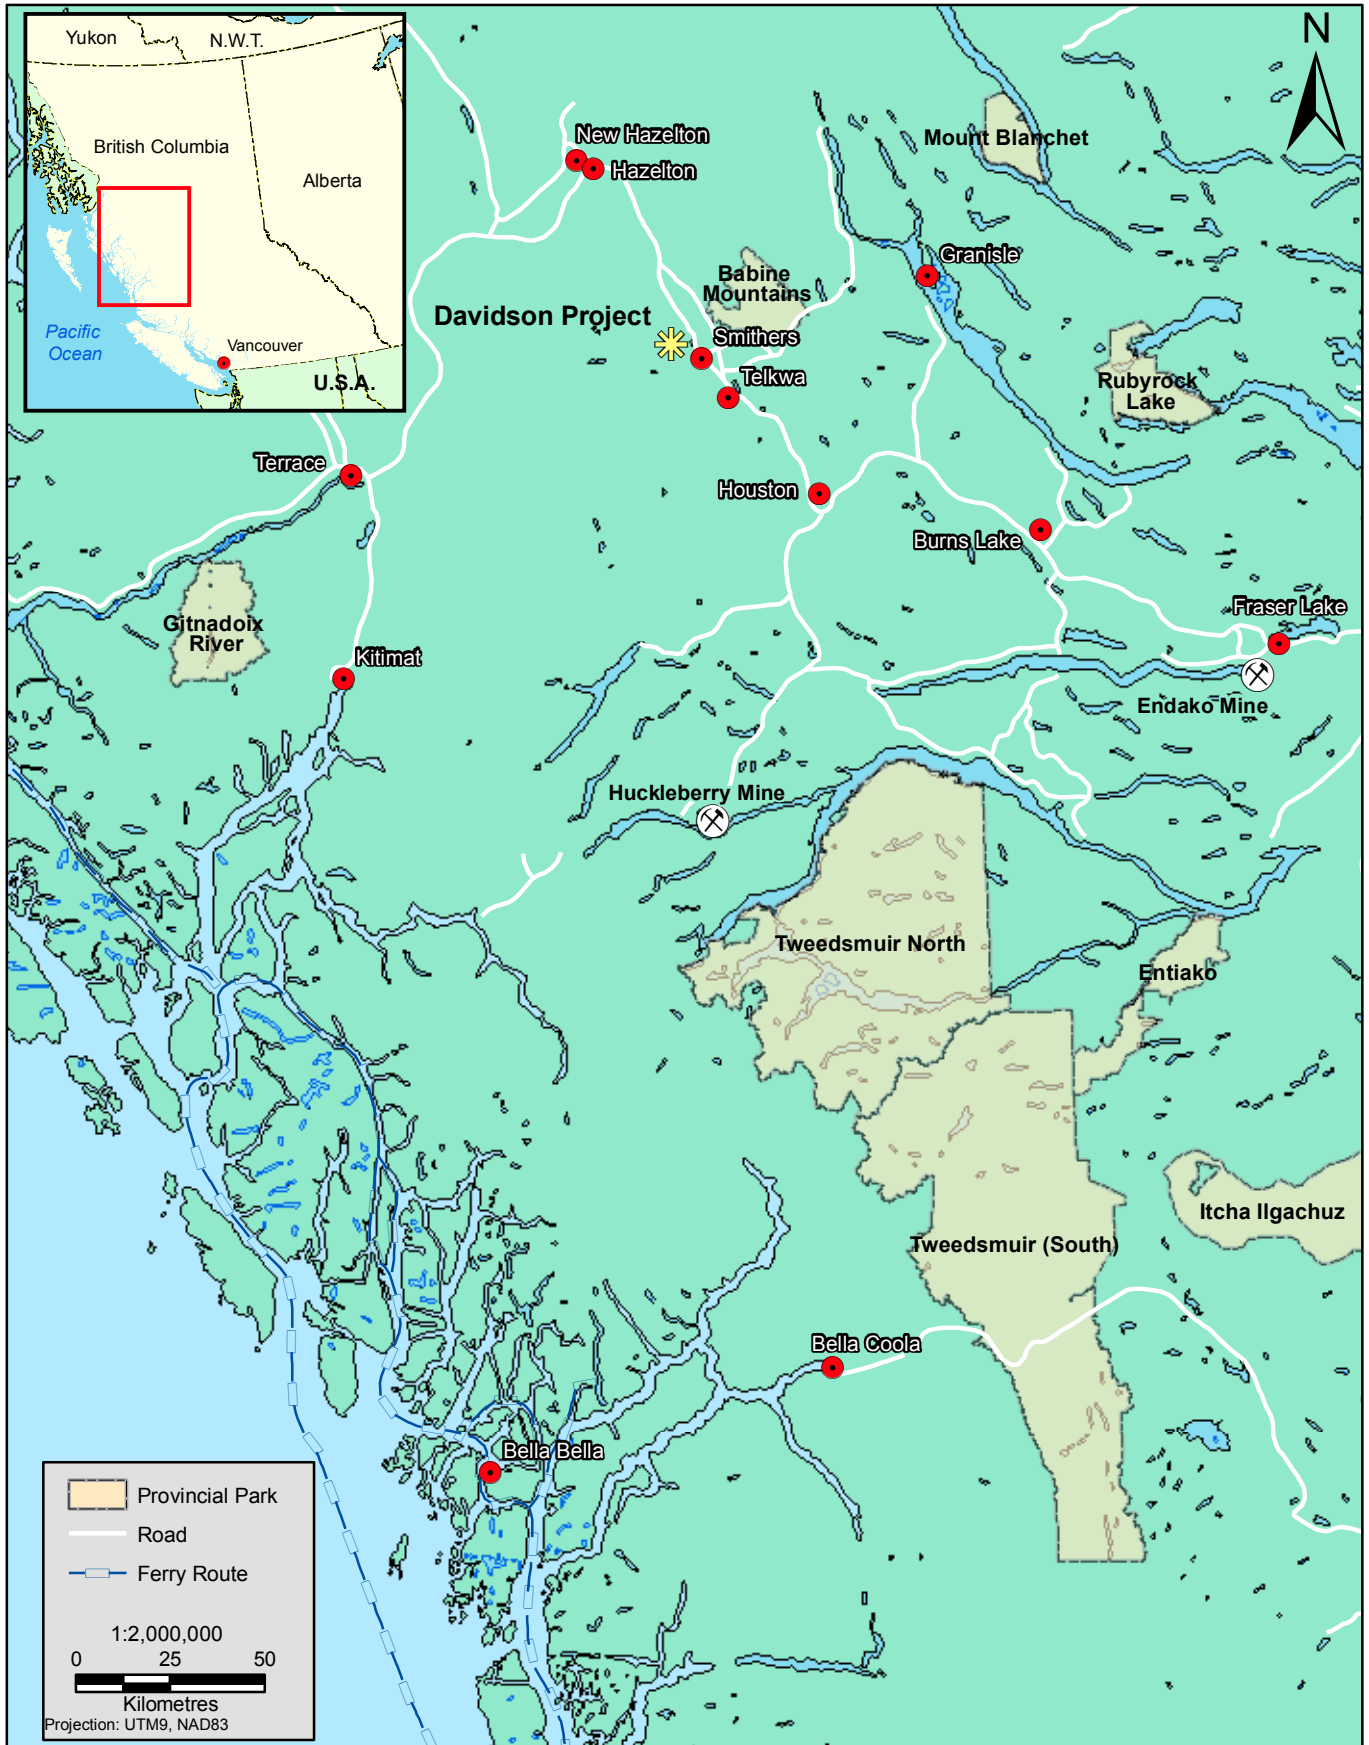 Yukon
N.W.T.
British Columbia
Alberta
Pacific
Ocean
Vancouver
U.S.A.
N
New Hazelton
Hazelton
Mount Blanchet
Granisle
Babine
Mountains
Davidson Project
Smithers
Telkwa
Rubyrock
Lake
Terrace
Houston
Burns Lake
Fraser Lake
Gitnadoix
River
Kitimat
Endako Mine
Huckleberry Mine
Tweedsmuir North
Entiako
Itcha Ilgachuz
Tweedsmuir (South)
Bella Coola
Bella Bella
Provincial Park
Road
Ferry Route
1:2,000,000
0 25 50
Kilometres
Projection: UTM9, NAD83